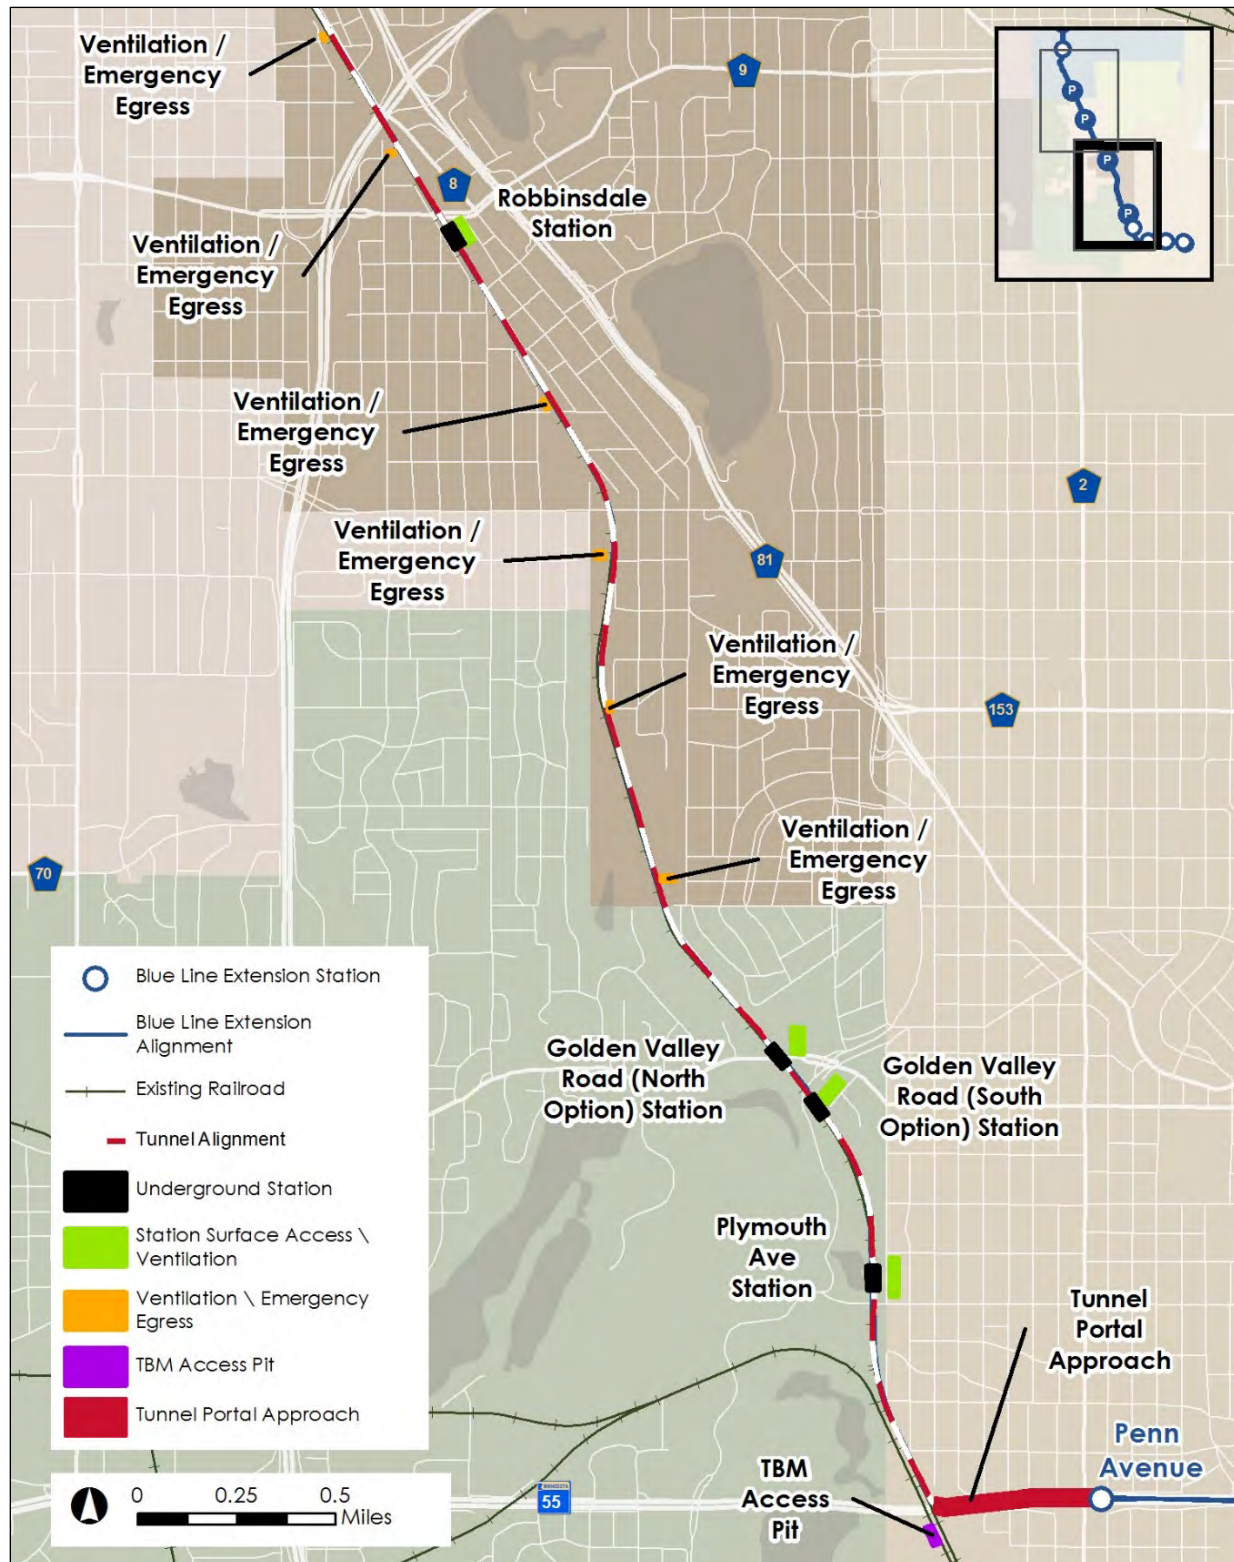 Ventilation /
Emergency
Egress
9
P
P
P
P
8
Robbinsdale
Station
Ventilation /
Emergency
Egress
Ventilation /
Emergency
Egress
2
Ventilation /
Emergency
Egress
81
Ventilation /
Emergency
Egress
153
Ventilation /
Emergency
Egress
70
Blue Line Extension Station
Blue Line Extension
Alignment
Existing Railroad
Tunnel Alignment
Underground Station
Station Surface Access \
Ventilation
Ventilation \ Emergency
Egress
TBM Access Pit
Tunnel Portal Approach
Golden Valley
Road (North
Option) Station
Golden Valley
Road (South
Option) Station
Plymouth
Ave
Station
Tunnel
Portal
Approach
Penn
Avenue
TBM
Access
Pit
MINNESOTA
55
0 0.25 0.5
Miles